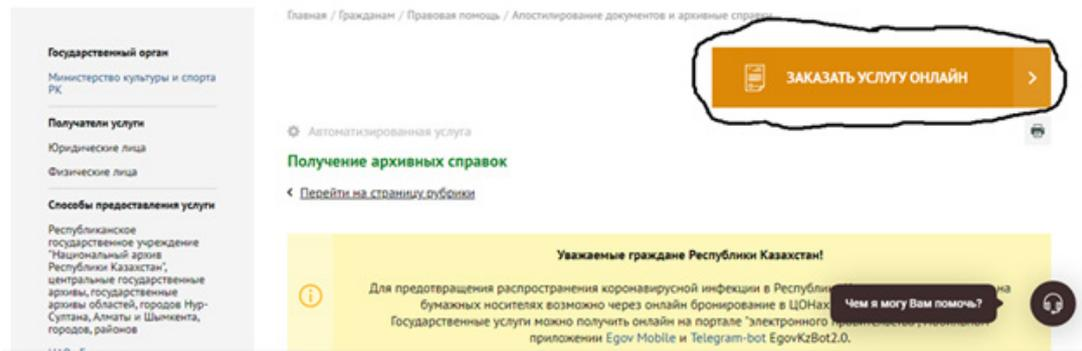 Главная / Гражданам / Правовая помощь / Апостилирование документов и архивные справки
Государственный орган
Министерство культуры и спорта
РК
Получатели услуги
Юридические лица
Физические лица
Способы предоставления услуги
Республиканское
государственное учреждение
"Национальный архив
Республики Казахстан",
центральные государственные
архивы, государственные
архивы областей, городов Нур-
Султана, Алматы и Шымкента,
городов, районов
ЗАКАЗАТЬ УСЛУГУ ОНЛАЙН
Автоматизированная услуга
Получение архивных справок
Перейти на страницу рубрики
Уважаемые граждане Республики Казахстан!
Для предотвращения распространения коронавирусной инфекции в на
бумажных носителях возможно через онлайн бронирование в ЦОНах
Государственные услуги можно получить онлайн на портале "электронного
приложении Egov Mobile и Telegram-bot EgovKzBot2.0.
Чем я могу Вам помочь?